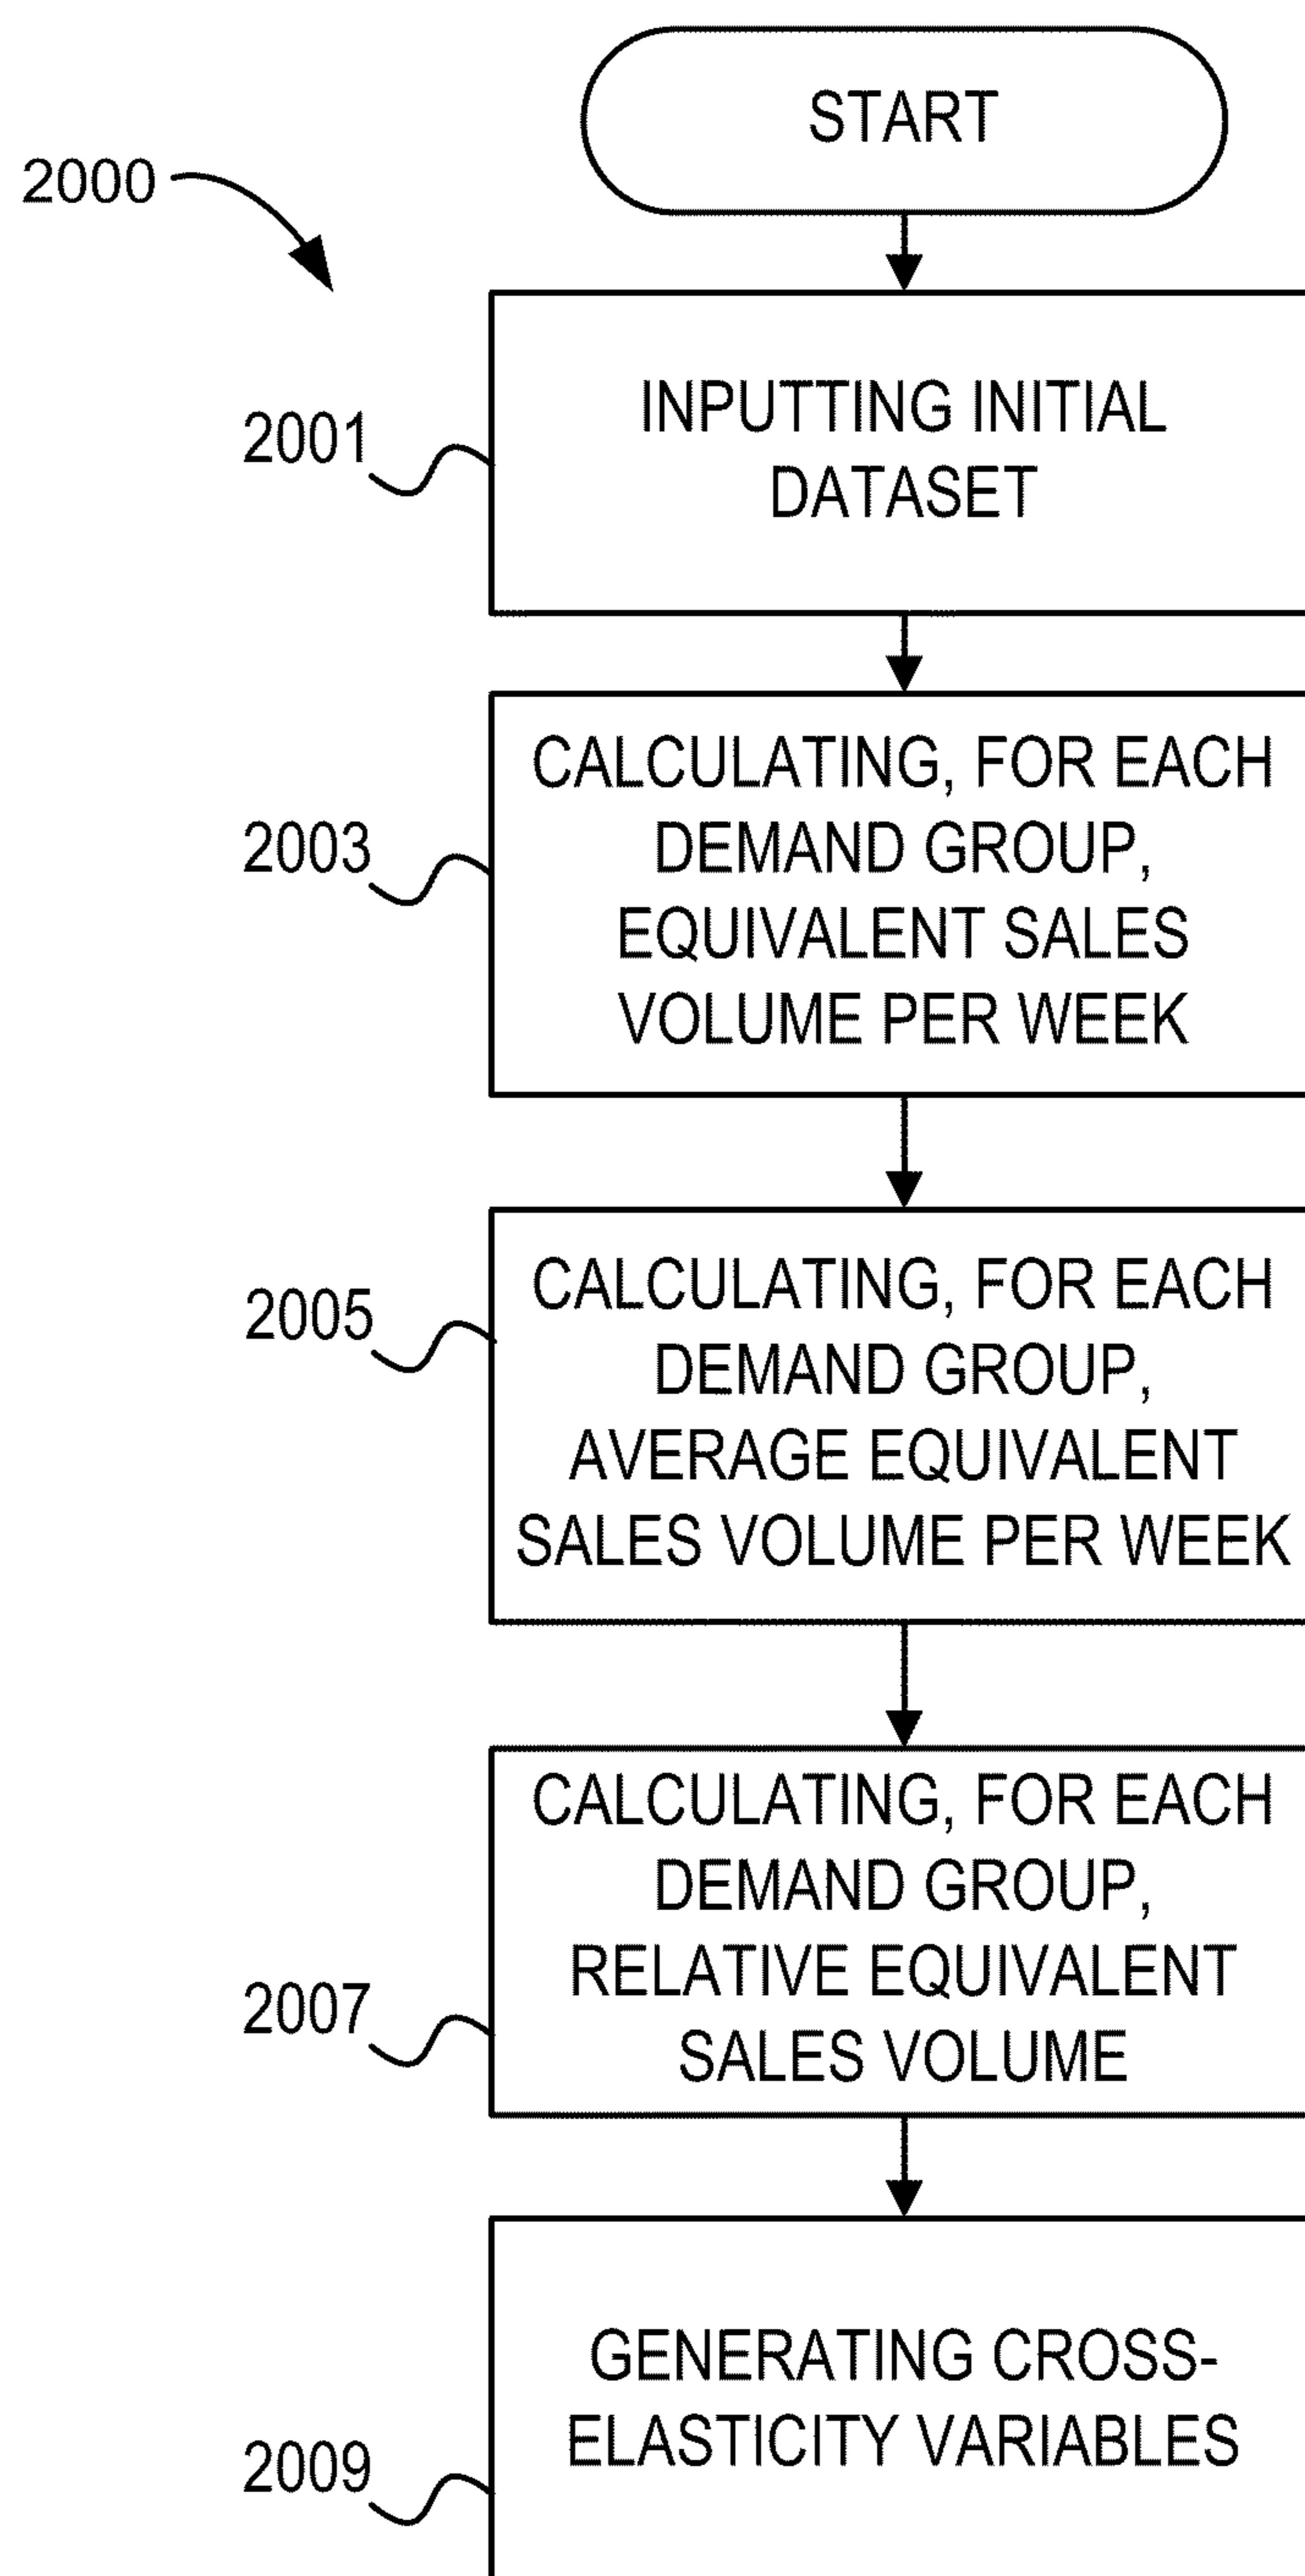 START
2000
INPUTTING INITIAL
DATASET
2001
CALCULATING, FOR EACH
DEMAND GROUP,
EQUIVALENT SALES
VOLUME PER WEEK
2003
CALCULATING, FOR EACH
DEMAND GROUP,
AVERAGE EQUIVALENT
SALES VOLUME PER WEEK
2005
CALCULATING, FOR EACH
DEMAND GROUP,
RELATIVE EQUIVALENT
SALES VOLUME
2007
GENERATING CROSS-
ELASTICITY VARIABLES
2009